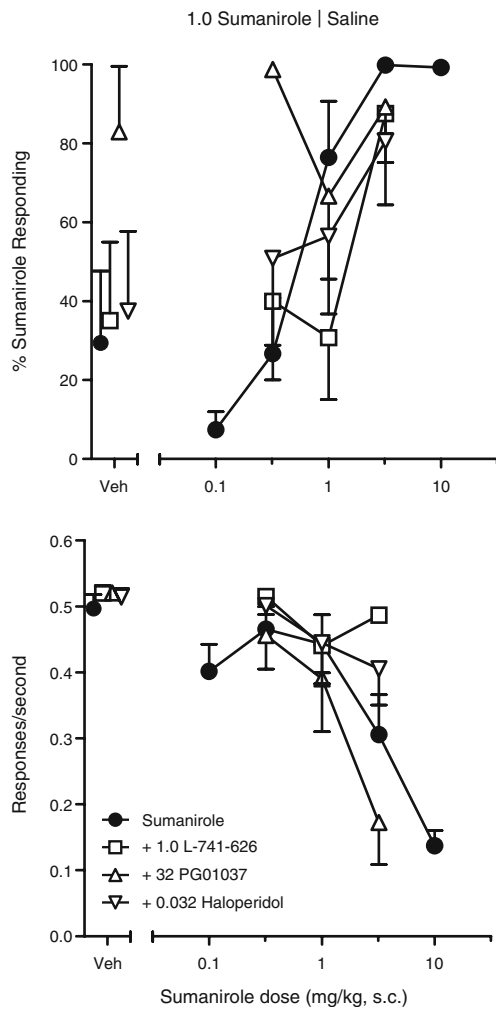 1.0 Sumanirole | Saline
% Sumanirole Responding
100
80
60
40
20
0
Veh
0.1
1
10
Responses/second
0.6
0.5
0.4
0.3
0.2
0.1
0.0
Sumanirole
+ 1.0 L-741-626
+ 32 PG01037
+ 0.032 Haloperidol
Veh
0.1
1
10
Sumanirole dose (mg/kg, s.c.)